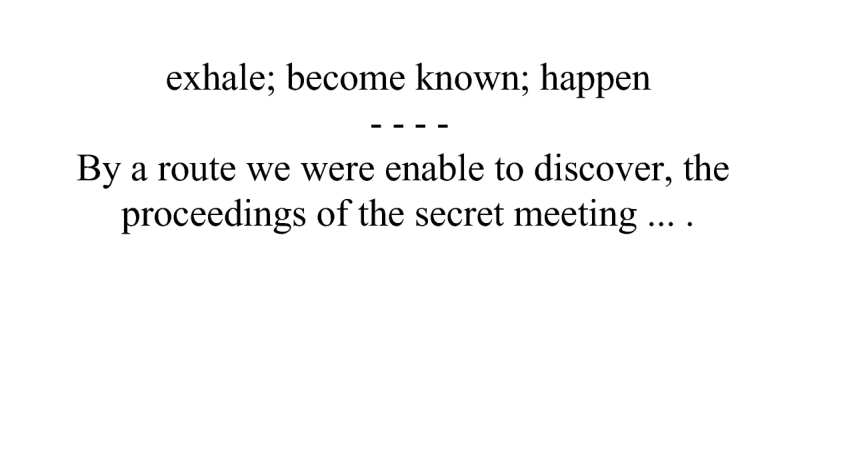 exhale; become known; happen
- - - -
By a route we were enable to discover, the
proceedings of the secret meeting ... .